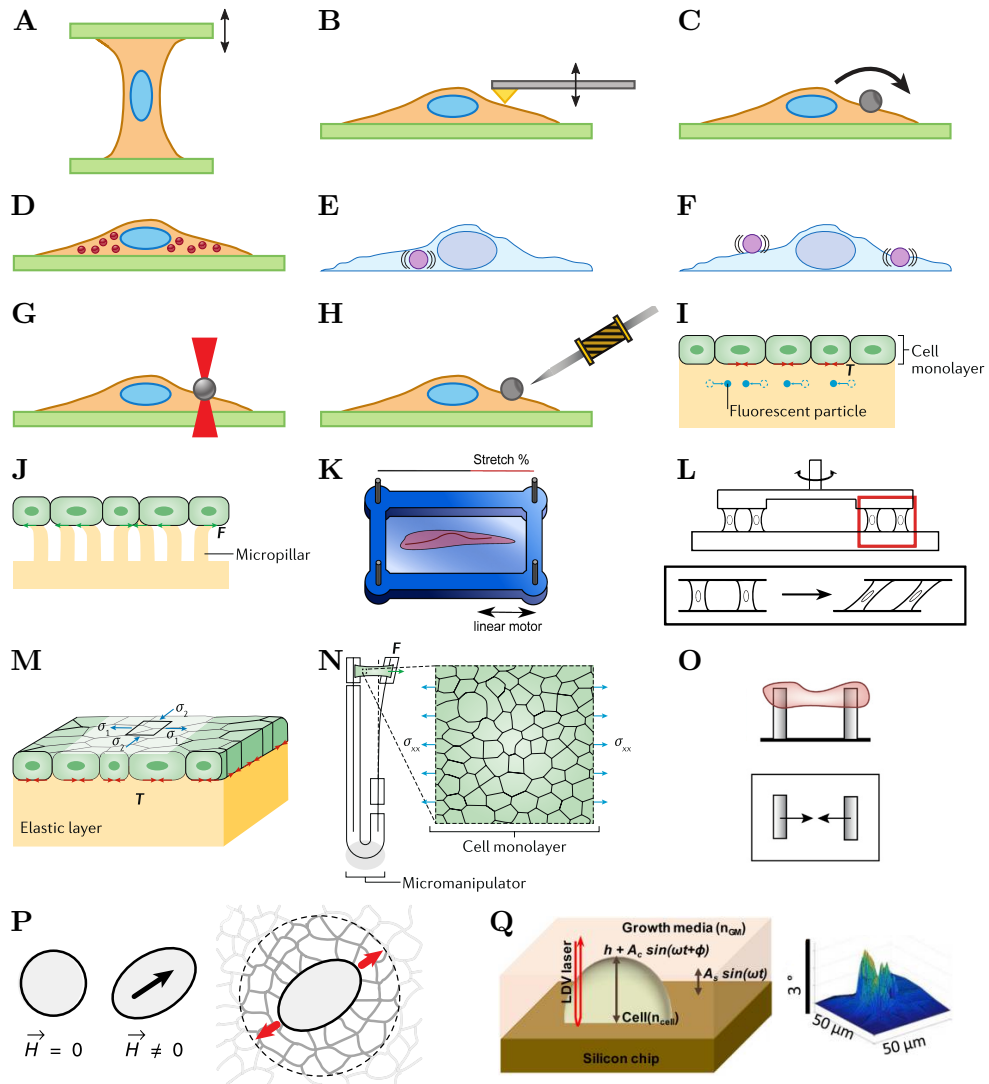 A
B
C
D
E
F
G
H
I
Cell
monolayer
T
Fluorescent particle
J
F
Micropillar
K
Stretch %
linear motor
L
M
σ2
σ1
σ1
σ2
T
Elastic layer
N
F
σxx
σxx
Cell monolayer
Micromanipulator
O
P
H = 0
H ≠ 0
Q
Growth media (nGM)
LDV laser
h + Ac sin(ωt+ϕ)
As sin(ωt)
Cell(ncell)
Silicon chip
3 °
50 μm
50 μm